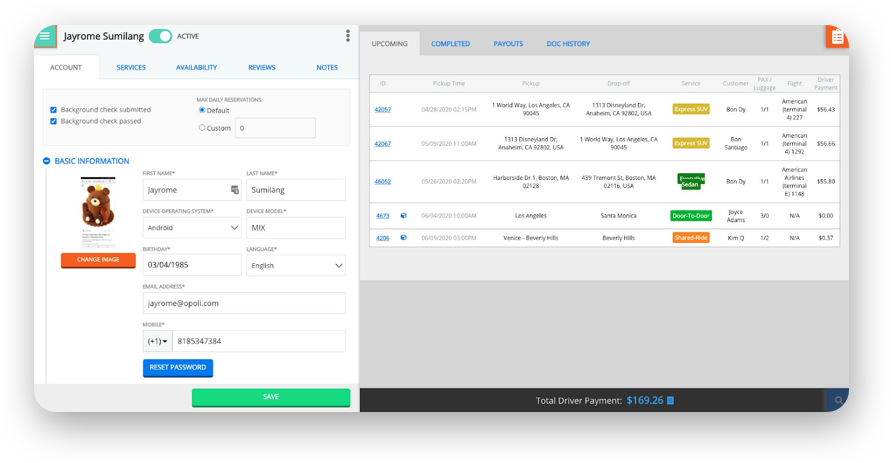 Jayrome Sumilang ACTIVE
ACCOUNT SERVICES AVAILABILITY REVIEWS NOTES
Background check submitted
Background check passed
MAX DAILY RESERVATIONS:
Default
Custom 0
BASIC INFORMATION
CHANGE IMAGE
FIRST NAME* LAST NAME*
Jayrome Sumilang
DEVICE OPERATING SYSTEM* DEVICE MODEL*
Android MIX
BIRTHDAY* LANGUAGE*
03/04/1985 English
EMAIL ADDRESS*
jayrome@opoli.com
MOBILE*
(+1) 8185347384
RESET PASSWORD
SAVE
UPCOMING COMPLETED PAYOUTS DOC HISTORY
ID Pickup Time Pickup Drop-off Service Customer PAX / Luggage Flight Driver Payment
42057 04/28/2020 02:15PM 1 World Way, Los Angeles, CA 90045 1313 Disneyland Dr, Anaheim, CA 92802, USA Express SUV Bon Dy 1/1 American (terminal 4) 227 $56.43
42067 05/09/2020 11:00AM 1313 Disneyland Dr, Anaheim, CA 92802, USA 1 World Way, Los Angeles, CA 90045 Express SUV Bon Santiago 1/1 American (terminal 4) 1292 $56.66
46052 05/26/2020 02:20PM Harborside Dr 1, Boston, MA 02128 439 Tremont St, Boston, MA 02116, USA Executive Sedan Bon Dy 1/1 American Airlines (terminal E) 1148 $55.80
4673 06/04/2020 10:00AM Los Angeles Santa Monica Door-To-Door Joyce Adams 3/0 N/A $0.00
4206 06/09/2020 03:00PM Venice - Beverly Hills Beverly Hills Shared-Ride Kim Q 1/2 N/A $0.37
Total Driver Payment: $169.26